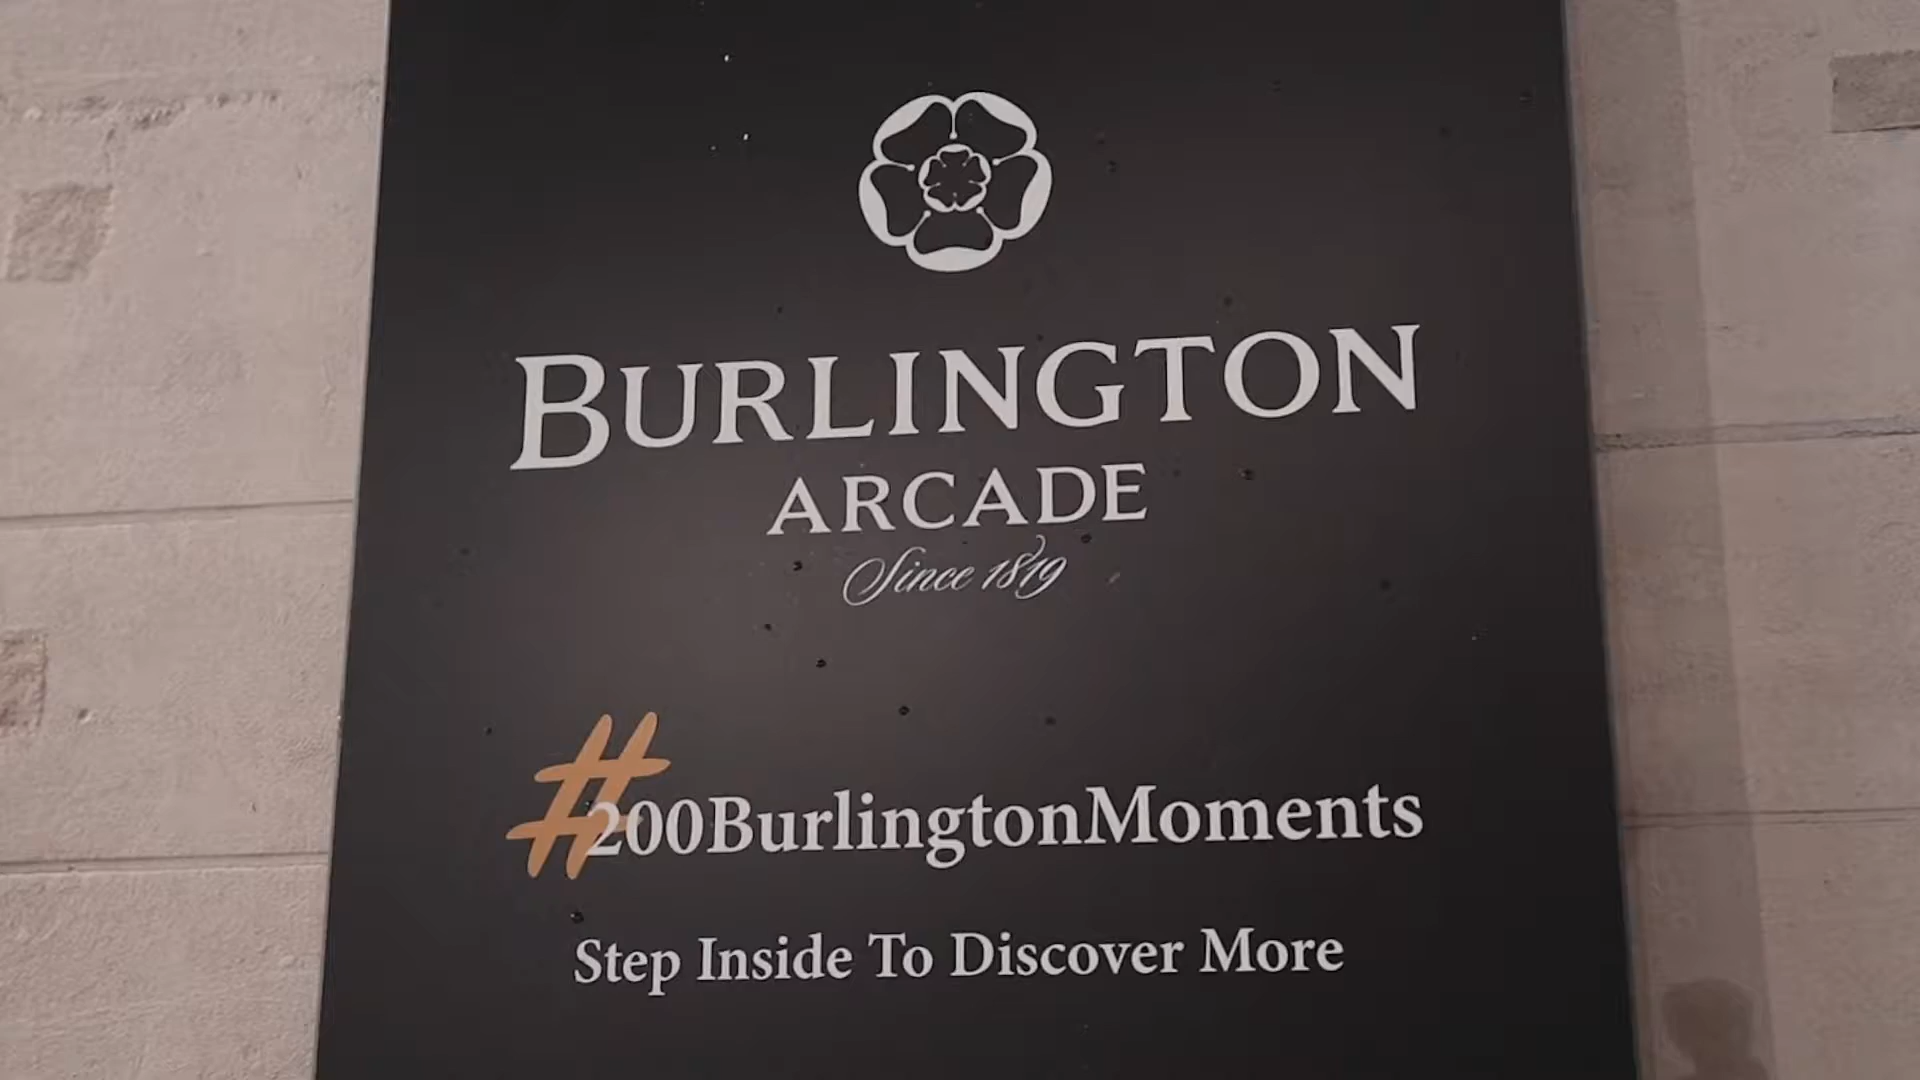 BURLINGTON
ARCADE
Since 1819
#200BurlingtonMoments
Step Inside To Discover More